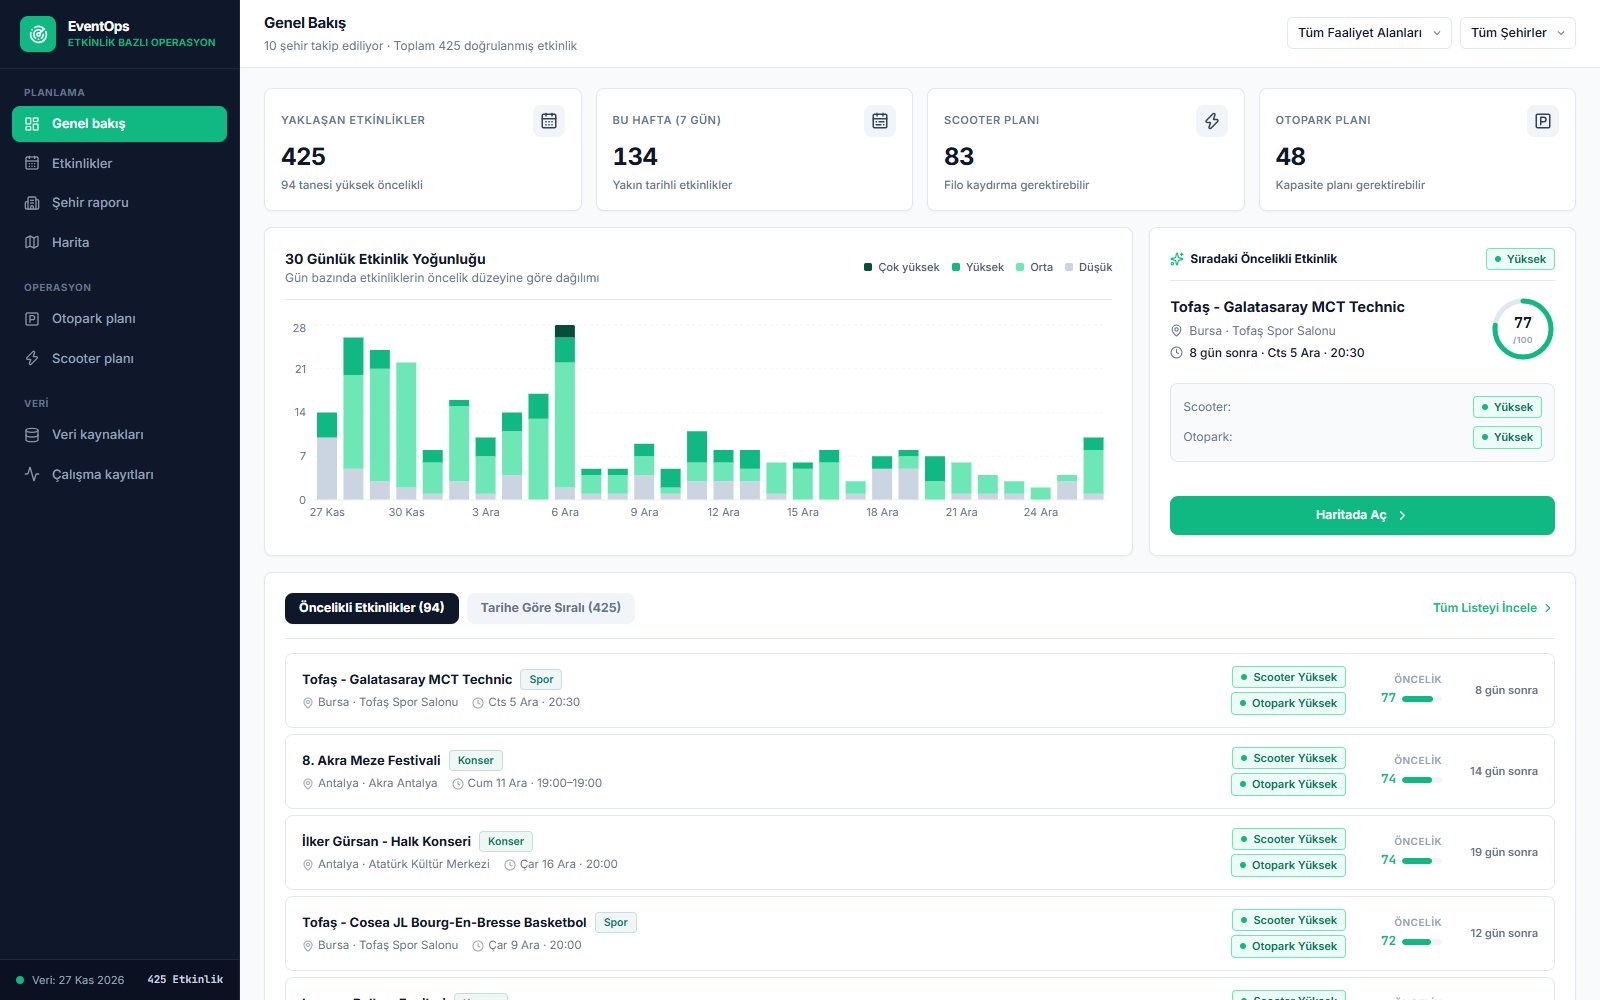 EventOps
ETKİNLİK BAZLI OPERASYON
PLANLAMA
Genel bakış
Etkinlikler
Şehir raporu
Harita
OPERASYON
Otopark planı
Scooter planı
VERİ
Veri kaynakları
Çalışma kayıtları
Veri: 27 Kas 2026
425 Etkinlik
Genel Bakış
10 şehir takip ediliyor · Toplam 425 doğrulanmış etkinlik
Tüm Faaliyet Alanları
Tüm Şehirler
YAKLAŞAN ETKİNLİKLER
425
94 tanesi yüksek öncelikli
BU HAFTA (7 GÜN)
134
Yakın tarihli etkinlikler
SCOOTER PLANI
83
Filo kaydırma gerektirebilir
OTOPARK PLANI
48
Kapasite planı gerektirebilir
30 Günlük Etkinlik Yoğunluğu
Gün bazında etkinliklerin öncelik düzeyine göre dağılımı
Çok yüksek
Yüksek
Orta
Düşük
28
21
14
7
0
27 Kas
30 Kas
3 Ara
6 Ara
9 Ara
12 Ara
15 Ara
18 Ara
21 Ara
24 Ara
Sıradaki Öncelikli Etkinlik
Yüksek
Tofaş - Galatasaray MCT Technic
Bursa · Tofaş Spor Salonu
8 gün sonra · Cts 5 Ara · 20:30
77
/100
Scooter:
Yüksek
Otopark:
Yüksek
Haritada Aç
Öncelikli Etkinlikler (94)
Tarihe Göre Sıralı (425)
Tüm Listeyi İncele
Tofaş - Galatasaray MCT Technic
Spor
Bursa · Tofaş Spor Salonu
Cts 5 Ara · 20:30
Scooter Yüksek
Otopark Yüksek
ÖNCELİK
77
8 gün sonra
8. Akra Meze Festivali
Konser
Antalya · Akra Antalya
Cum 11 Ara · 19:00–19:00
Scooter Yüksek
Otopark Yüksek
ÖNCELİK
74
14 gün sonra
İlker Gürsan - Halk Konseri
Konser
Antalya · Atatürk Kültür Merkezi
Çar 16 Ara · 20:00
Scooter Yüksek
Otopark Yüksek
ÖNCELİK
74
19 gün sonra
Tofaş - Cosea JL Bourg-En-Bresse Basketbol
Spor
Bursa · Tofaş Spor Salonu
Çar 9 Ara · 20:00
Scooter Yüksek
Otopark Yüksek
ÖNCELİK
72
12 gün sonra
Scooter Yüksek